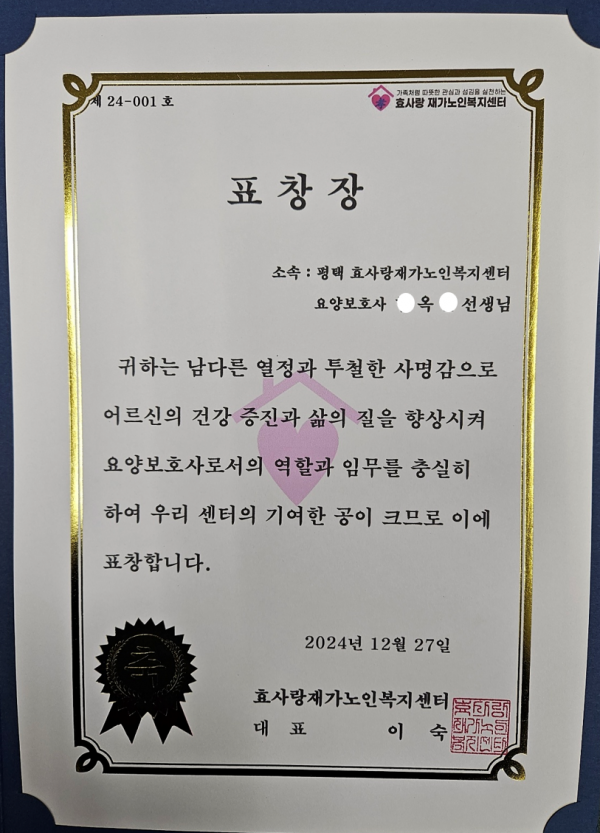 제 24-001 호
가족처럼 따뜻한 관심과 섬김을 실천하는
효사랑 재가노인복지센터
표창장
소속 : 평택 효사랑재가노인복지센터
요양보호사 옥 선생님
귀하는 남다른 열정과 투철한 사명감으로
어르신의 건강 증진과 삶의 질을 향상시켜
요양보호사로서의 역할과 임무를 충실히
하여 우리 센터의 기여한 공이 크므로 이에
표창합니다.
2024년 12월 27일
효사랑재가노인복지센터
대 표 이 숙